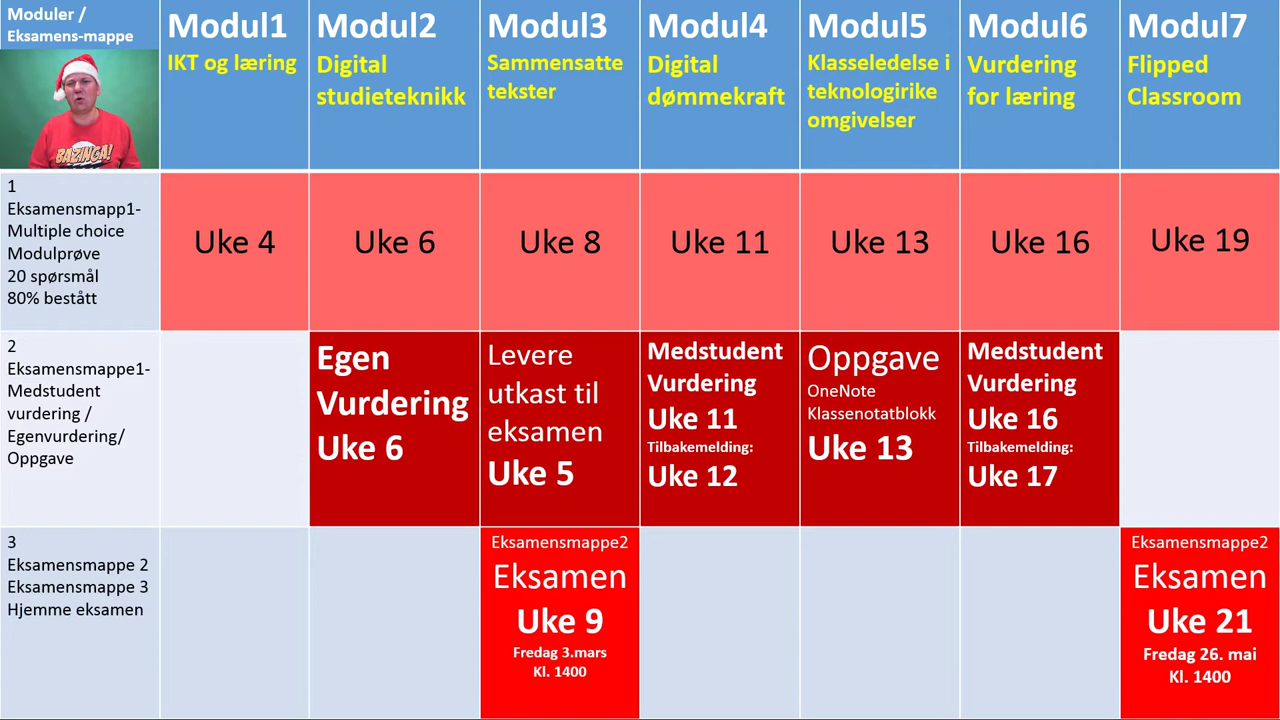 Moduler /
Eksamens-mappe
BAZINGA!
Modul1
IKT og læring
Modul2
Digital
studieteknikk
Modul3
Sammensatte
tekster
Modul4
Digital
dømmekraft
Modul5
Klasseledelse i
teknologirike
omgivelser
Modul6
Vurdering
for læring
Modul7
Flipped
Classroom
1
Eksamensmapp1-
Multiple choice
Modulprøve
20 spørsmål
80% bestått
Uke 4
Uke 6
Uke 8
Uke 11
Uke 13
Uke 16
Uke 19
2
Eksamensmappe1-
Medstudent
vurdering /
Egenvurdering/
Oppgave
Egen
Vurdering
Uke 6
Levere
utkast til
eksamen
Uke 5
Medstudent
Vurdering
Uke 11
Tilbakemelding:
Uke 12
Oppgave
OneNote
Klassenotatblokk
Uke 13
Medstudent
Vurdering
Uke 16
Tilbakemelding:
Uke 17
3
Eksamensmappe 2
Eksamensmappe 3
Hjemme eksamen
Eksamensmappe2
Eksamen
Uke 9
Fredag 3.mars
Kl. 1400
Eksamensmappe2
Eksamen
Uke 21
Fredag 26. mai
Kl. 1400